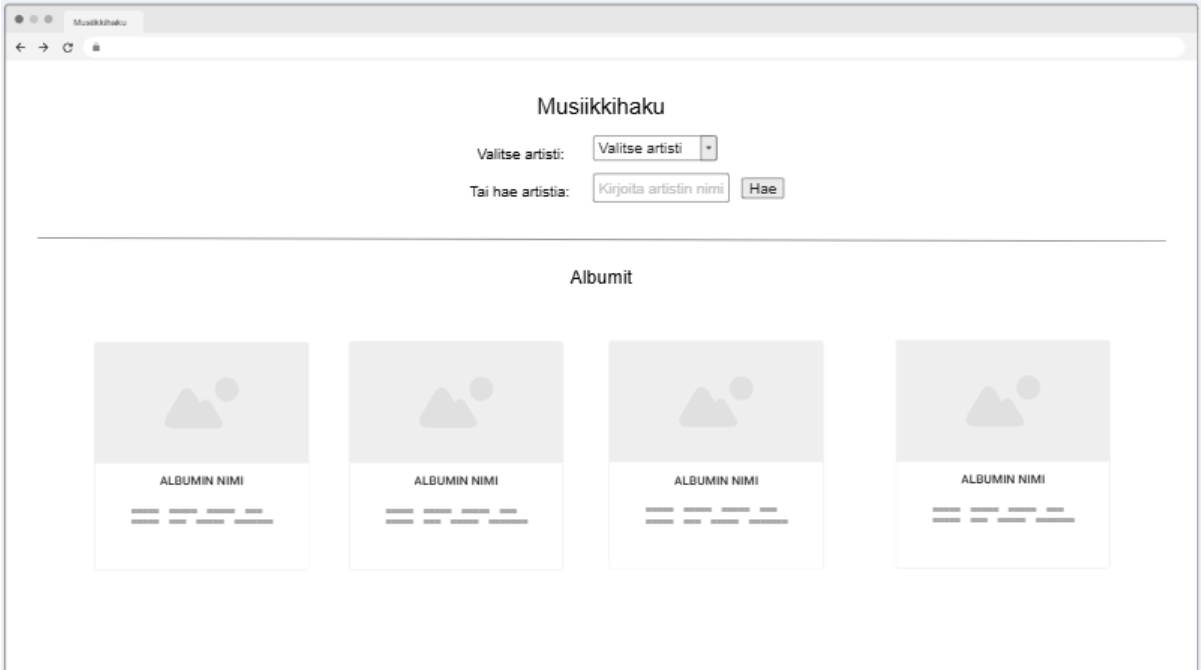 Musiikkihaku
Musiikkihaku
Valitse artisti: Valitse artisti
Tai hae artistia: Kirjoita artistin nimi Hae
Albumit
ALBUMIN NIMI ALBUMIN NIMI ALBUMIN NIMI ALBUMIN NIMI